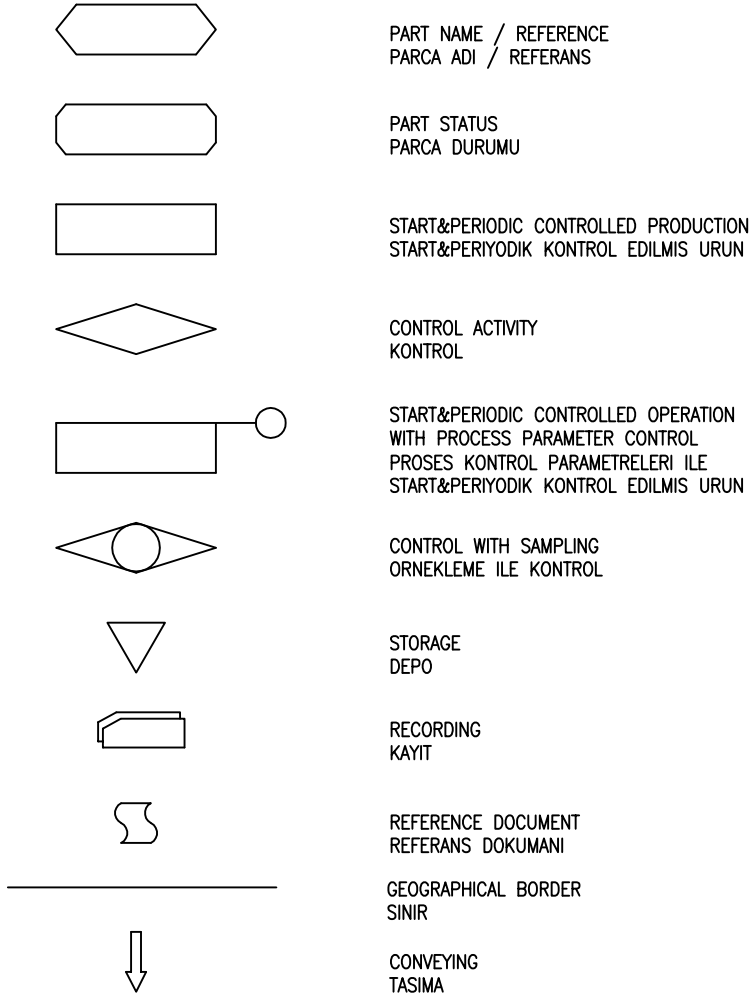 PART NAME / REFERENCE
PARCA ADI / REFERANS
PART STATUS
PARCA DURUMU
START&PERIODIC CONTROLLED PRODUCTION
START&PERIYODIK KONTROL EDILMIS URUN
CONTROL ACTIVITY
KONTROL
START&PERIODIC CONTROLLED OPERATION
WITH PROCESS PARAMETER CONTROL
PROSES KONTROL PARAMETRELERI ILE
START&PERIYODIK KONTROL EDILMIS URUN
CONTROL WITH SAMPLING
ORNEKLEME ILE KONTROL
STORAGE
DEPO
RECORDING
KAYIT
REFERENCE DOCUMENT
REFERANS DOKUMANI
GEOGRAPHICAL BORDER
SINIR
CONVEYING
TASIMA